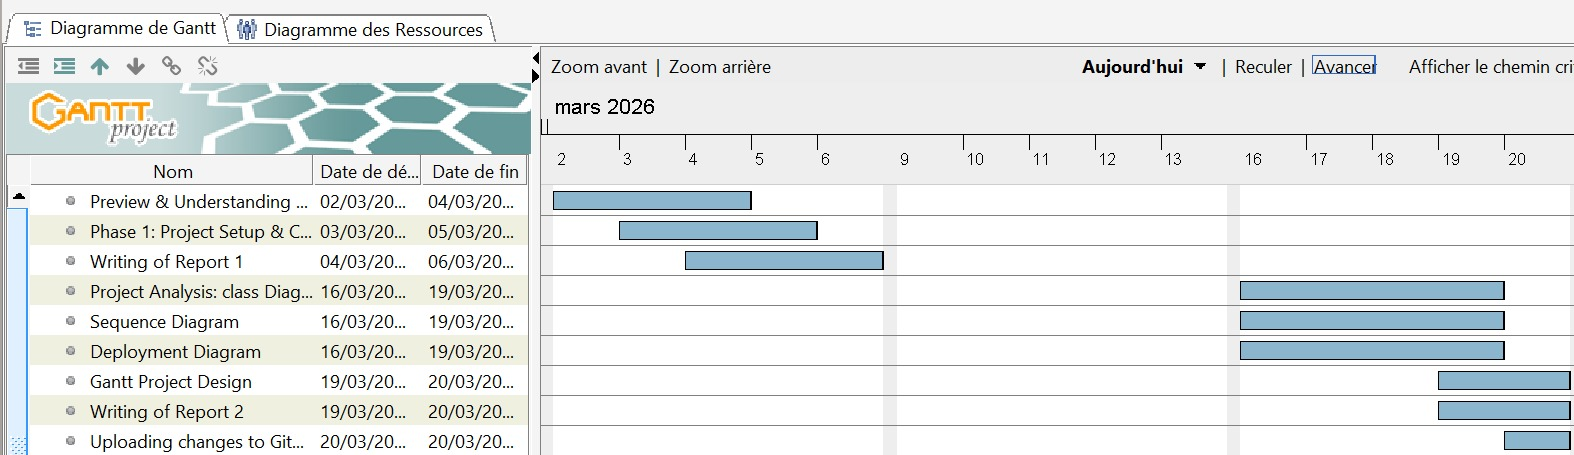 Diagramme de Gantt Diagramme des Ressources
Zoom avant | Zoom arrière Aujourd'hui | Reculer | Avancer Afficher le chemin cri
GANTT project
mars 2026
2 3 4 5 6 9 10 11 12 13 16 17 18 19 20
Nom Date de dé... Date de fin
Preview & Understanding ... 02/03/20... 04/03/20...
Phase 1: Project Setup & C... 03/03/20... 05/03/20...
Writing of Report 1 04/03/20... 06/03/20...
Project Analysis: class Diag... 16/03/20... 19/03/20...
Sequence Diagram 16/03/20... 19/03/20...
Deployment Diagram 16/03/20... 19/03/20...
Gantt Project Design 19/03/20... 20/03/20...
Writing of Report 2 19/03/20... 20/03/20...
Uploading changes to Git... 20/03/20... 20/03/20...